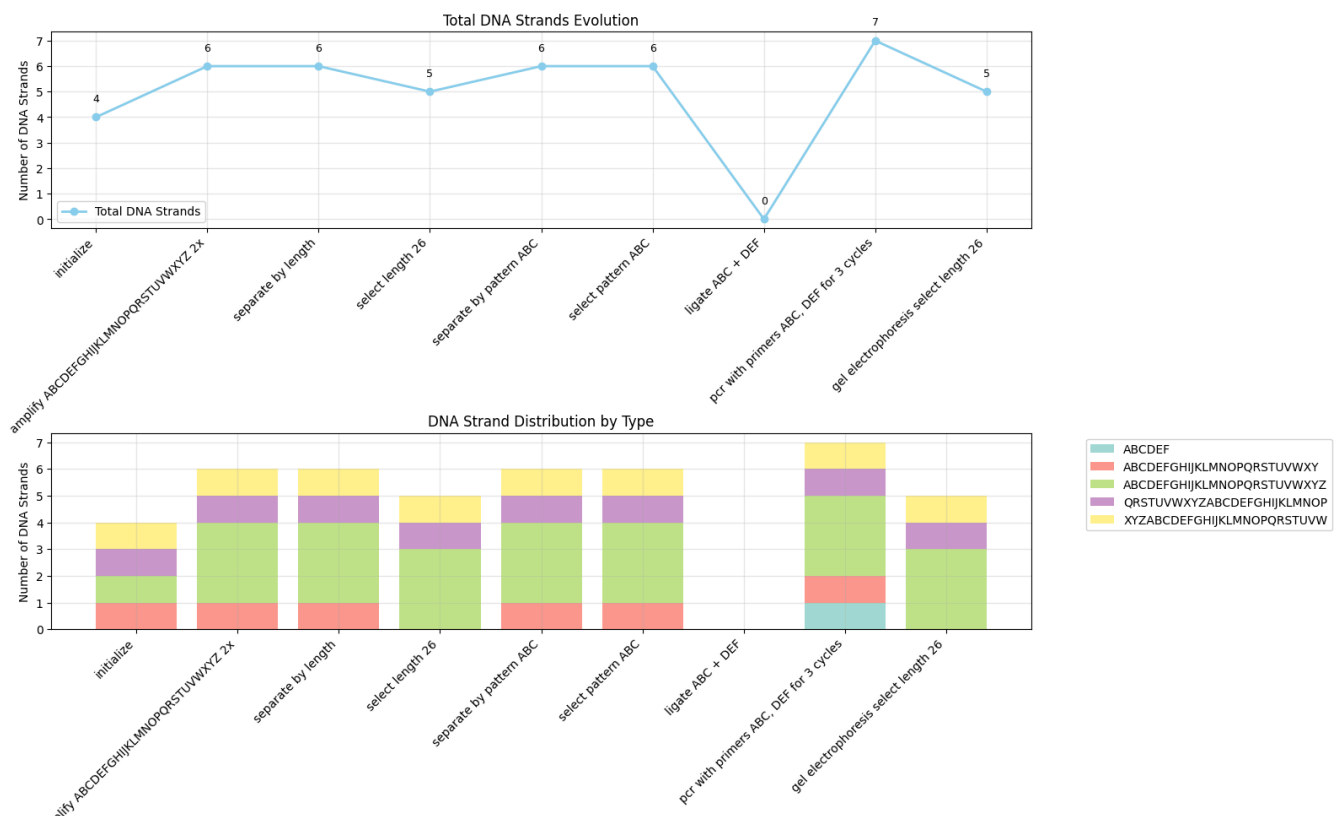 Total DNA Strands Evolution
Number of DNA Strands
7
6
5
4
3
2
1
0
4
6
6
5
6
6
0
7
5
Total DNA Strands
initialize
amplify ABCDEFGHIJKLMNOPQRSTUVWXYZ 2x
separate by length
select length 26
separate by pattern ABC
select pattern ABC
ligate ABC + DEF
pcr with primers ABC, DEF for 3 cycles
gel electrophoresis select length 26
DNA Strand Distribution by Type
Number of DNA Strands
7
6
5
4
3
2
1
0
initialize
plify ABCDEFGHIJKLMNOPQRSTUVWXYZ 2x
separate by length
select length 26
separate by pattern ABC
select pattern ABC
ligate ABC + DEF
pcr with primers ABC, DEF for 3 cycles
gel electrophoresis select length 26
ABCDEF
ABCDEFGHIJKLMNOPQRSTUVWXY
ABCDEFGHIJKLMNOPQRSTUVWXYZ
QRSTUVWXYZABCDEFGHIJKLMNOP
XYZABCDEFGHIJKLMNOPQRSTUVW